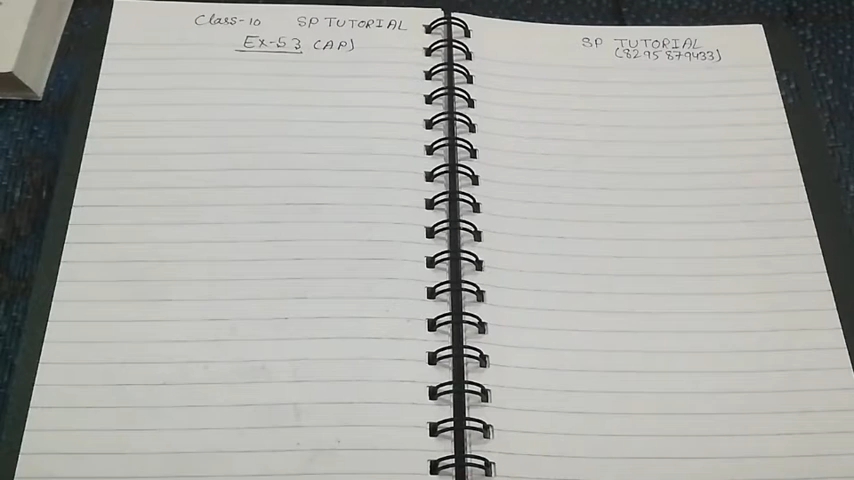 Class-10 SP TUTORIAL
Ex-5.3 (AP)
SP TUTORIAL
(8295879433)